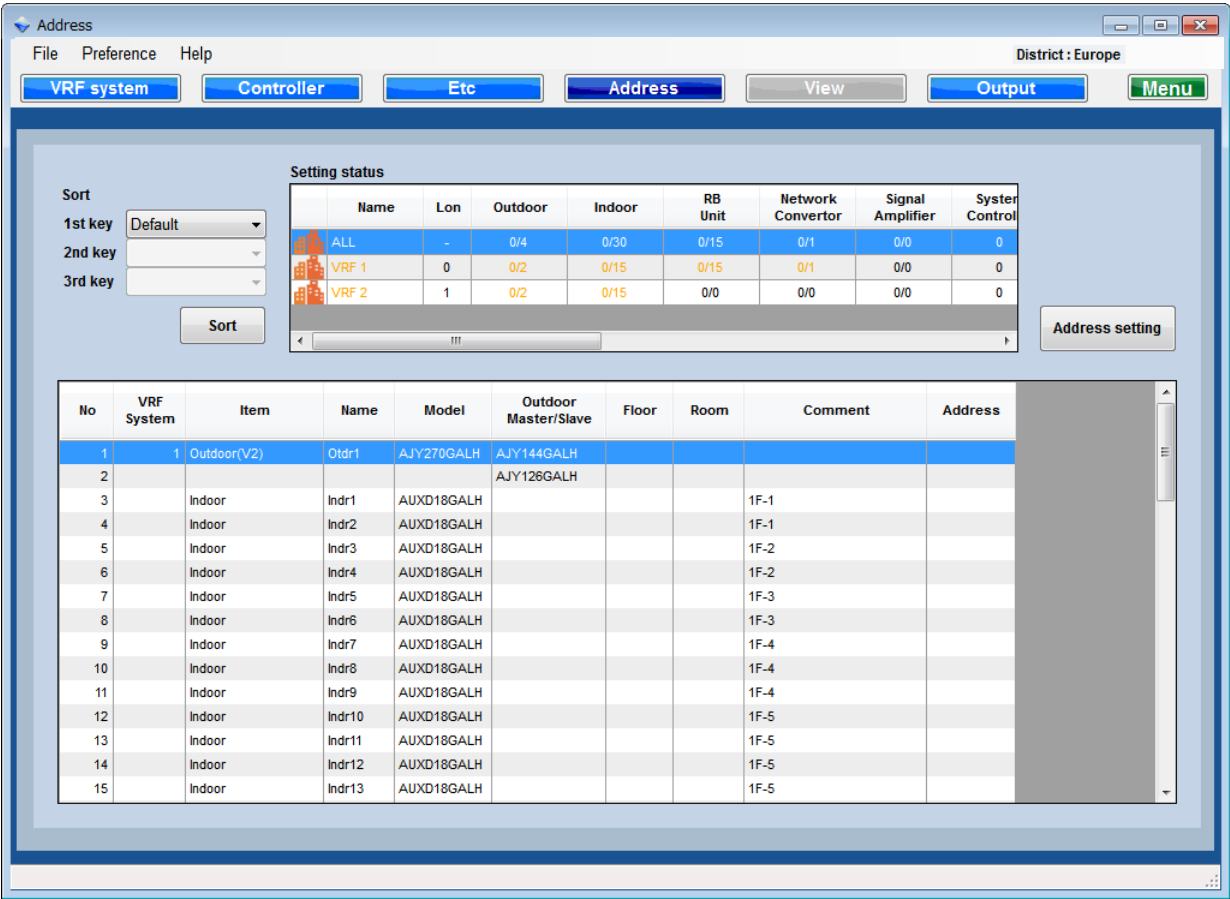 Address
File Preference Help District : Europe
VRF system Controller Etc Address View Output Menu
Setting status
Sort
1st key Default
2nd key
3rd key
Sort
Name Lon Outdoor Indoor RB Unit Network Convertor Signal Amplifier System Control
ALL - 0/4 0/30 0/15 0/1 0/0 0
VRF 1 0 0/2 0/15 0/15 0/1 0/0 0
VRF 2 1 0/2 0/15 0/0 0/0 0/0 0
Address setting
No VRF System Item Name Model Outdoor Master/Slave Floor Room Comment Address
1 1 Outdoor(V2) Otdr1 AJY270GALH AJY144GALH
2 AJY126GALH
3 Indoor Indr1 AUXD18GALH 1F-1
4 Indoor Indr2 AUXD18GALH 1F-1
5 Indoor Indr3 AUXD18GALH 1F-2
6 Indoor Indr4 AUXD18GALH 1F-2
7 Indoor Indr5 AUXD18GALH 1F-3
8 Indoor Indr6 AUXD18GALH 1F-3
9 Indoor Indr7 AUXD18GALH 1F-4
10 Indoor Indr8 AUXD18GALH 1F-4
11 Indoor Indr9 AUXD18GALH 1F-4
12 Indoor Indr10 AUXD18GALH 1F-5
13 Indoor Indr11 AUXD18GALH 1F-5
14 Indoor Indr12 AUXD18GALH 1F-5
15 Indoor Indr13 AUXD18GALH 1F-5